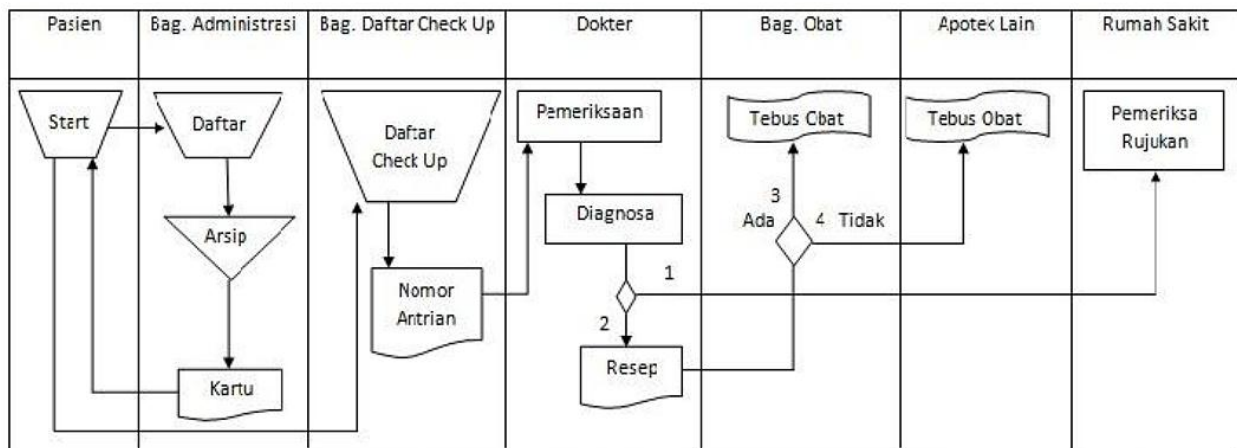 Pasien
Bag. Administrasi
Bag. Daftar Check Up
Dokter
Bag. Obat
Apotek Lain
Rumah Sakit
Start
Daftar
Arsip
Kartu
Daftar
Check Up
Nomor
Antrian
Pemeriksaan
Diagnosa
1
2
Resep
Tebus Obat
3
Ada
4 Tidak
Tebus Obat
Pemeriksa
Rujukan